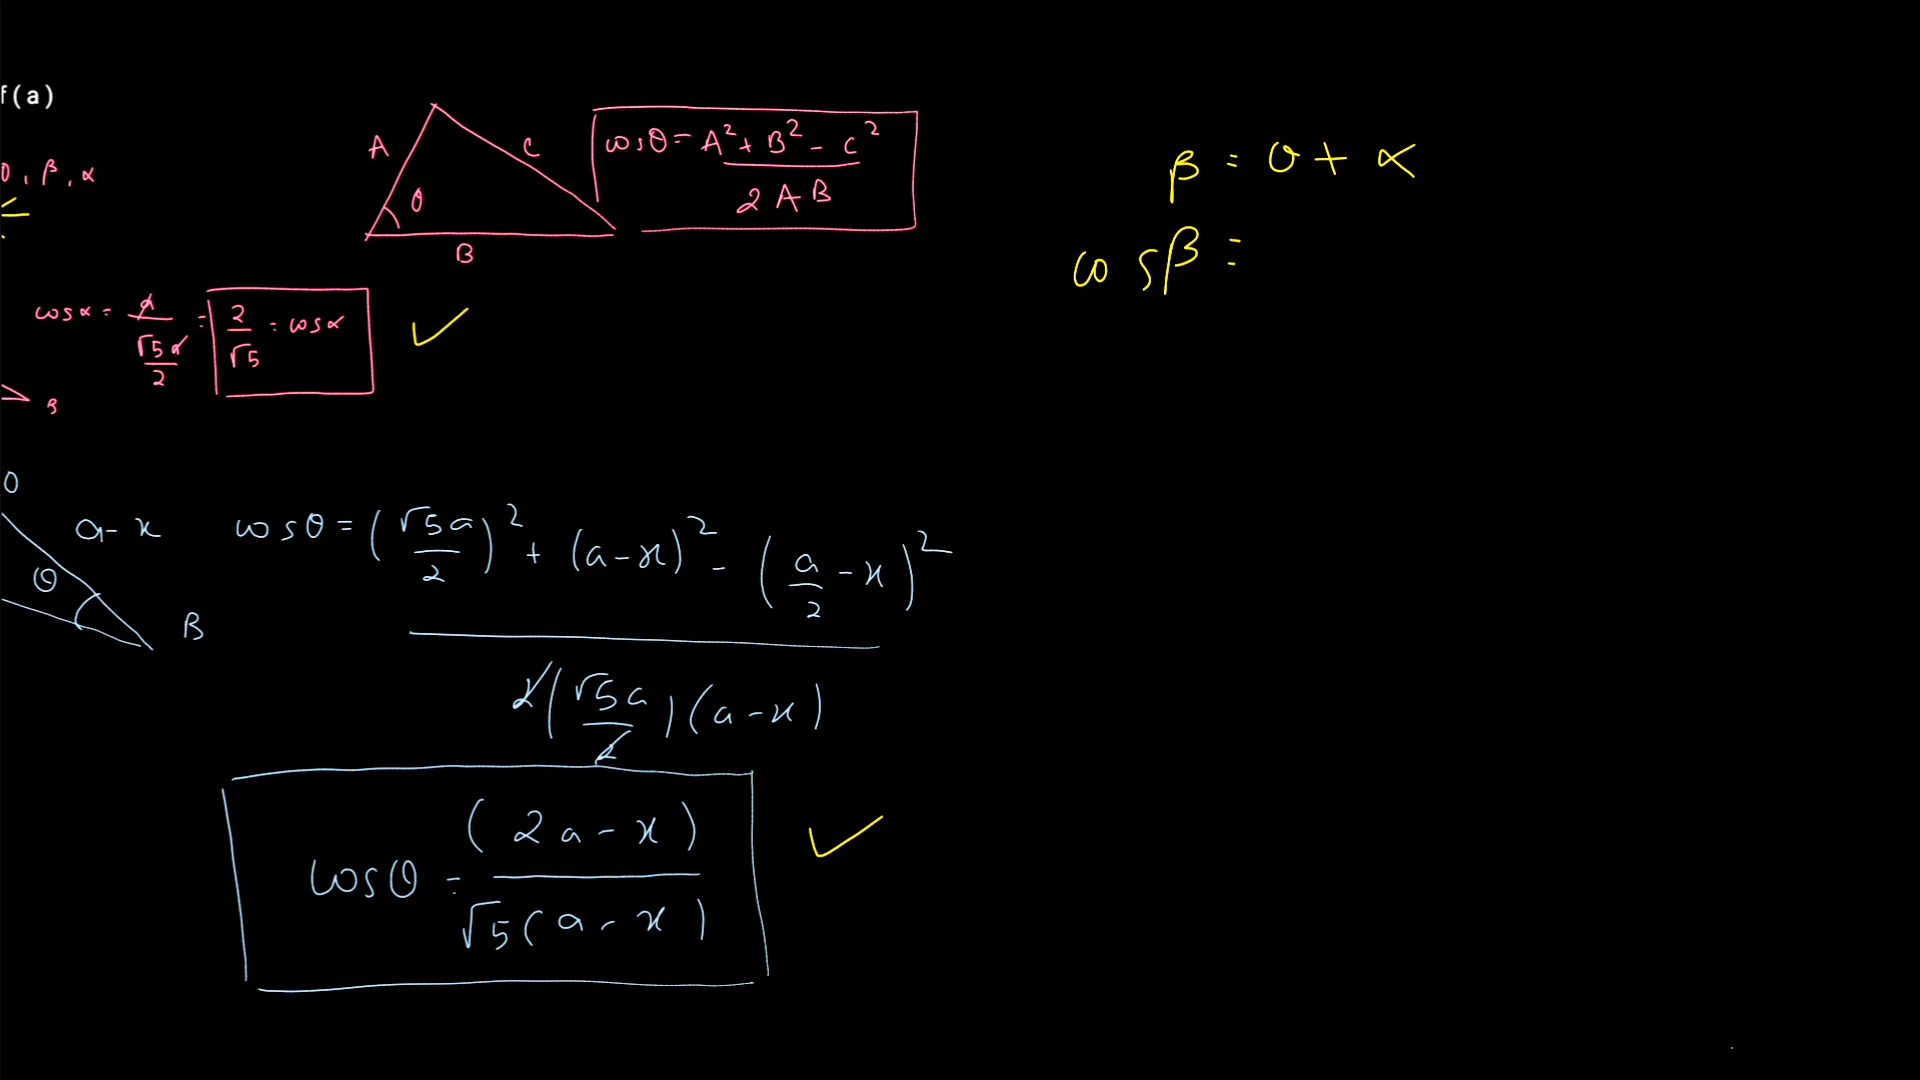 f(a)
θ, β, α
A
C
θ
B
cosθ = A² + B² - C² / 2AB
β = θ + α
cosβ =
cosα = a / (√5a/2) = 2/√5 = cosα
B
O
a - x
θ
B
cosθ = (√5a/2)² + (a-x)² - (a/2 - x)²
2(√5a/2)(a-x)
cosθ = (2a - x) / √5(a - x)